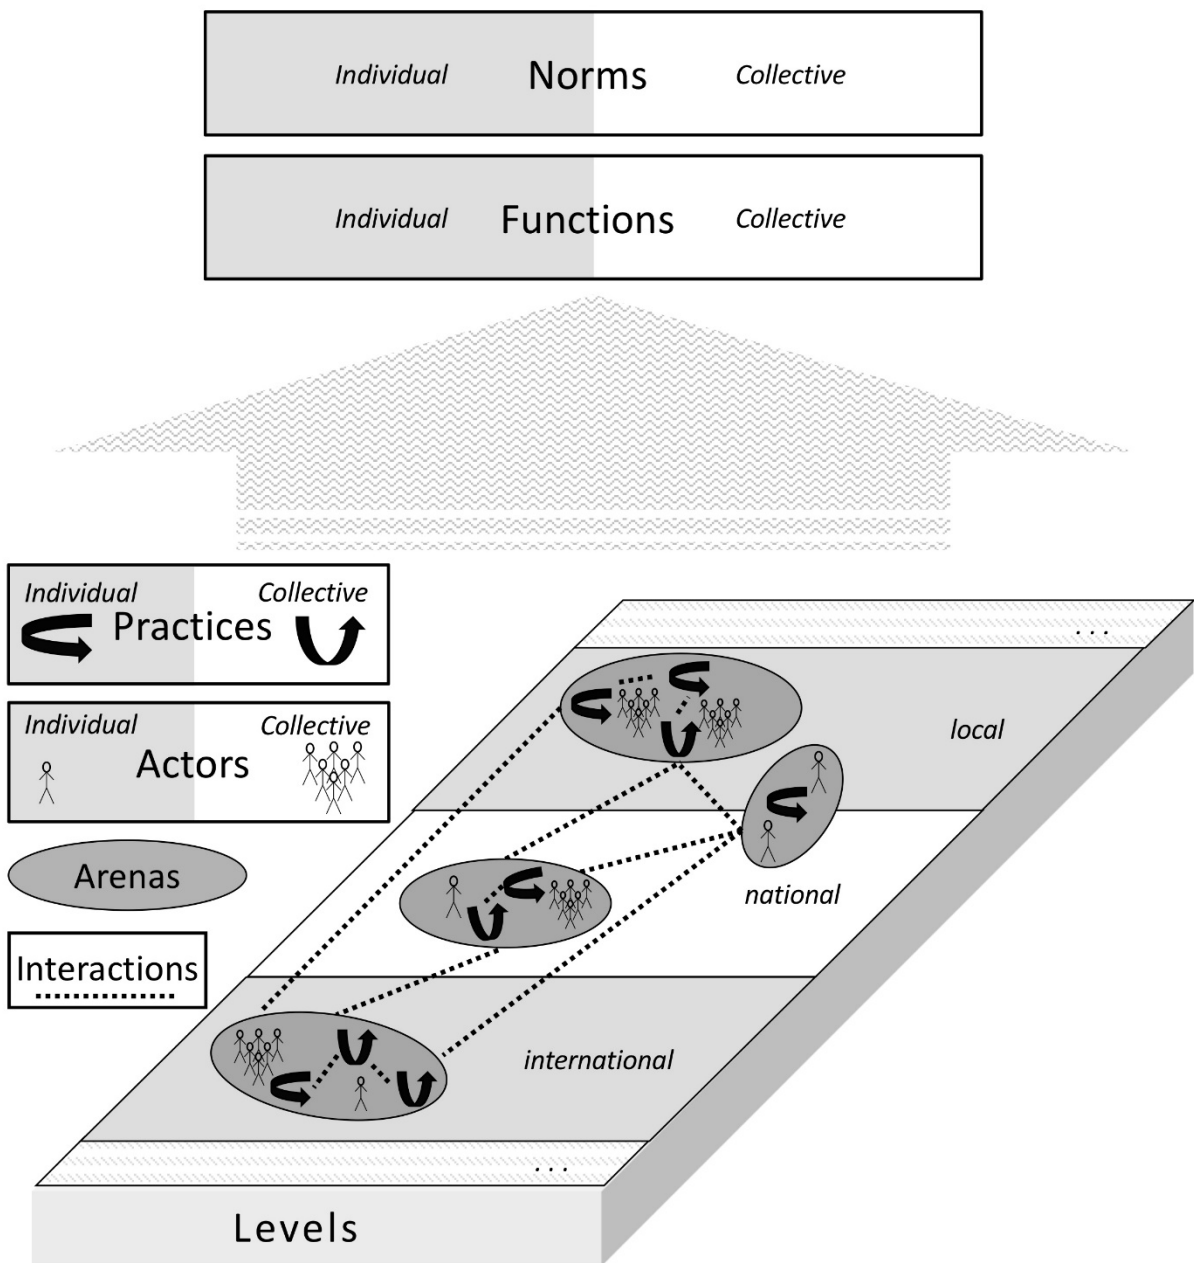 Individual Norms Collective
Individual Functions Collective
Individual Collective
Practices
Individual Collective
Actors
Arenas
Interactions
. . .
local
national
international
. . .
Levels